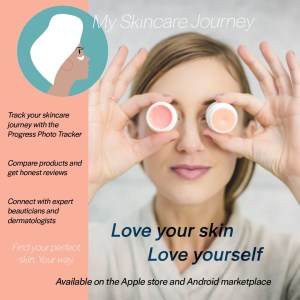 My Skincare Journey
Track your skincare
journey with the
Progress Photo Tracker
Compare products and
get honest reviews
Connect with expert
beauticians and
dermatologists
Find your perfect
skin, Your way.
Love your skin
Love yourself
Available on the Apple store and Android marketplace